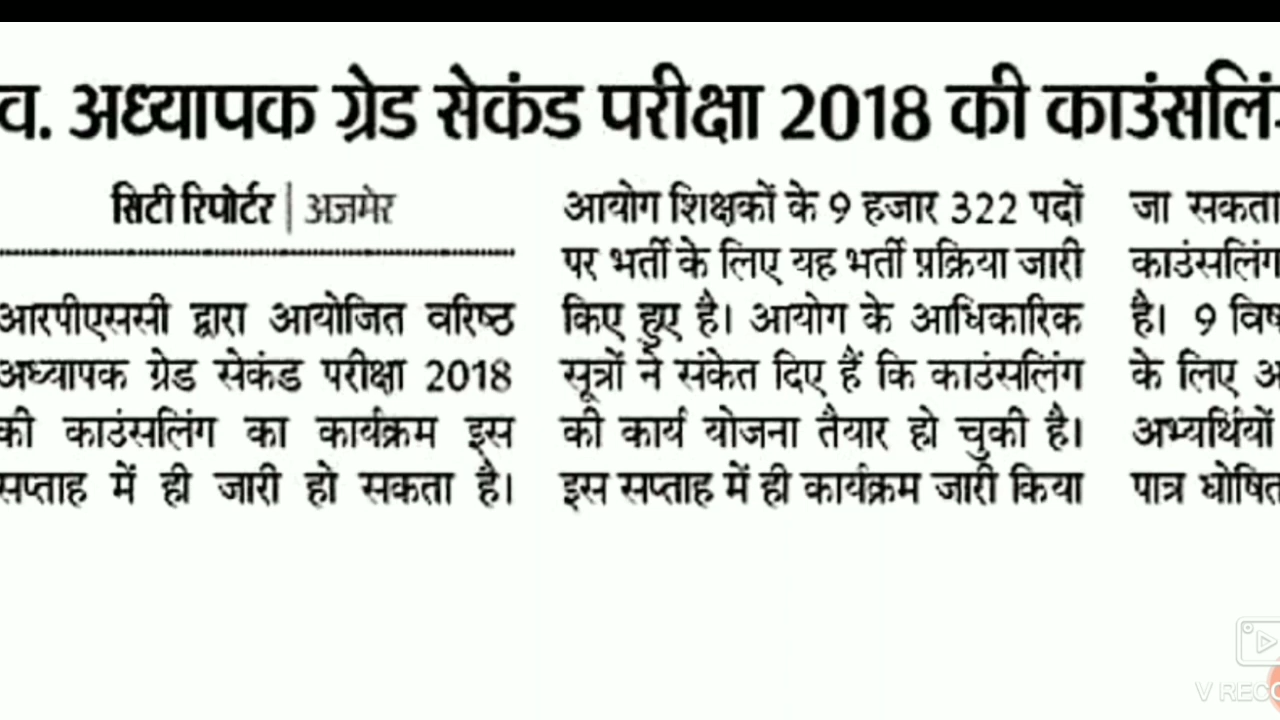 व. अध्यापक ग्रेड सेकंड परीक्षा 2018 की
सिटी रिपोर्टर | अजमेर
आरपीएससी द्वारा आयोजित वरिष्ठ
अध्यापक ग्रेड सेकंड परीक्षा 2018
की काउंसलिंग का कार्यक्रम इस
सप्ताह में ही जारी हो सकता है।
आयोग शिक्षकों के 9 हजार 322 पदों
पर भर्ती के लिए यह भर्ती प्रक्रिया जारी
किए हुए है। आयोग के आधिकारिक
सूत्रों ने संकेत दिए हैं कि काउंसलिंग
की कार्य योजना तैयार हो चुकी है।
इस सप्ताह में ही कार्यक्रम जारी किया
जा सकता
काउंसलिंग
है। 9
के लिए
अभ्यर्थियों
पात्र घोषित